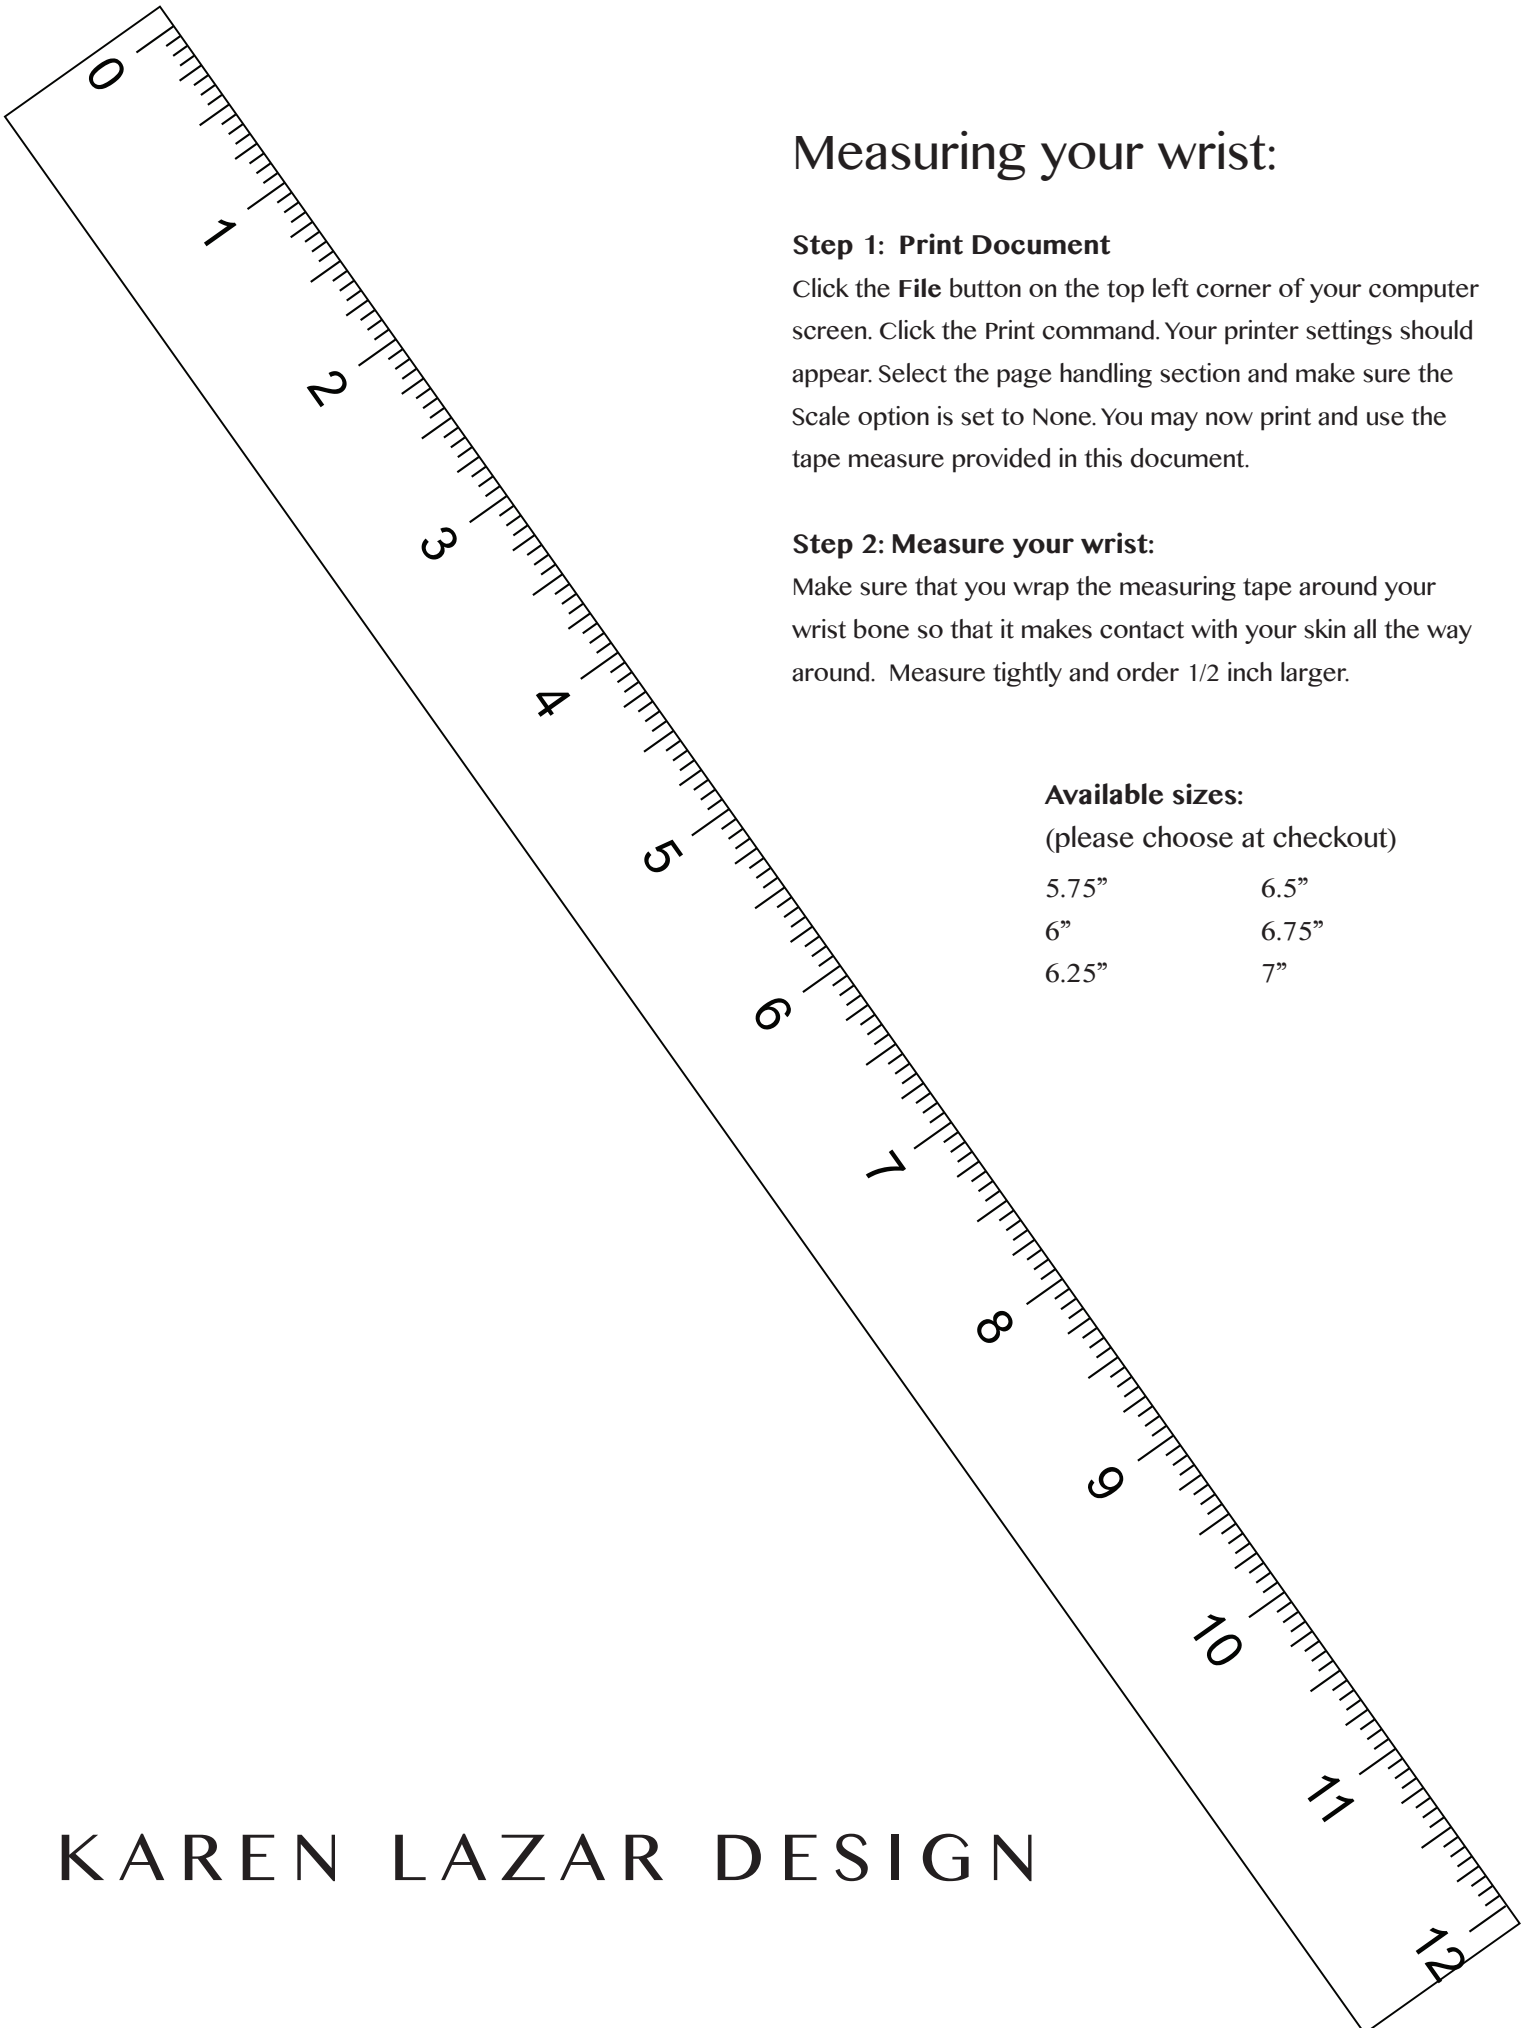 0
1
2
3
4
5
6
7
8
9
10
11
12
Measuring your wrist:
Step 1:  Print Document
Click the File button on the top left corner of your computer
screen. Click the Print command. Your printer settings should
appear. Select the page handling section and make sure the
Scale option is set to None. You may now print and use the
tape measure provided in this document.
Step 2: Measure your wrist:
Make sure that you wrap the measuring tape around your
wrist bone so that it makes contact with your skin all the way
around.  Measure tightly and order 1/2 inch larger.
Available sizes:
(please choose at checkout)
5.75” 6.5”
6” 6.75”
6.25” 7”
KAREN LAZAR DESIGN